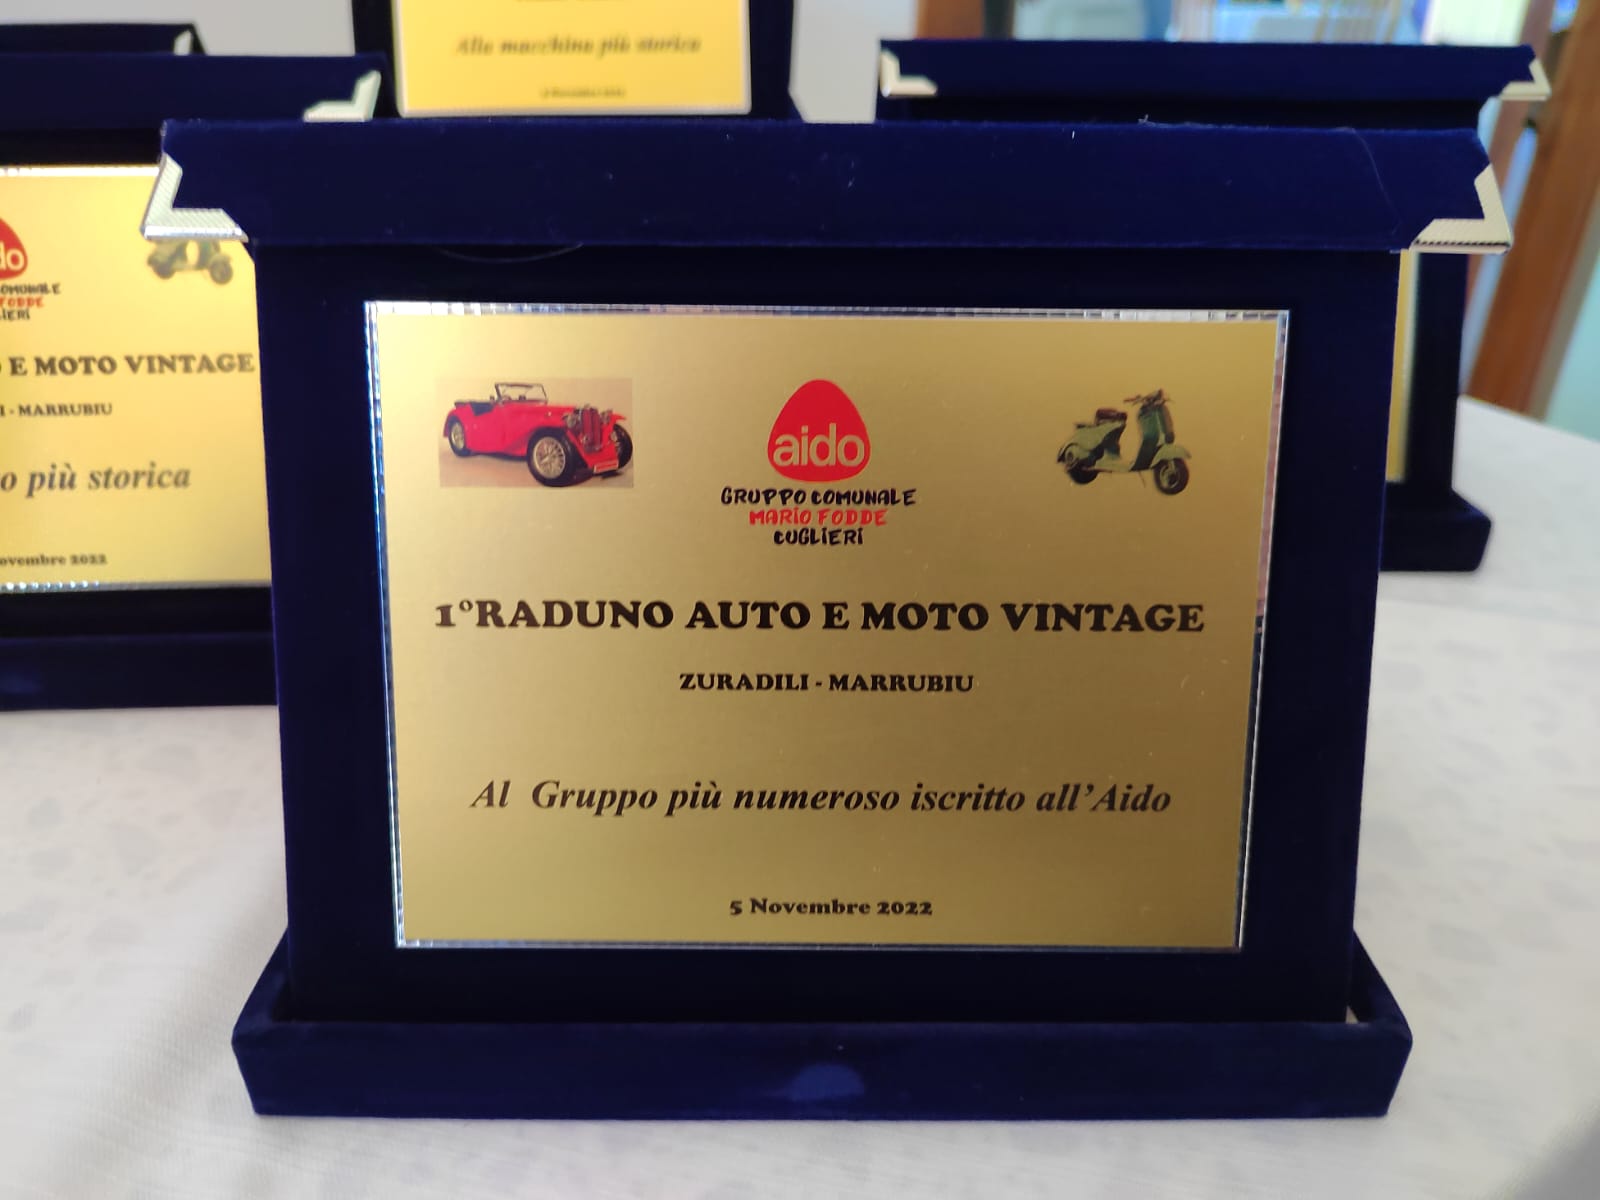 Alla macchina più storica
aido
GRUPPO COMUNALE
MARIO FODDE
CUGLIERI
1°RADUNO AUTO E MOTO VINTAGE
ZURADILI - MARRUBIU
Al Gruppo più numeroso iscritto all'Aido
5 Novembre 2022
E MOTO VINTAGE
- MARRUBIU
più storica
2022